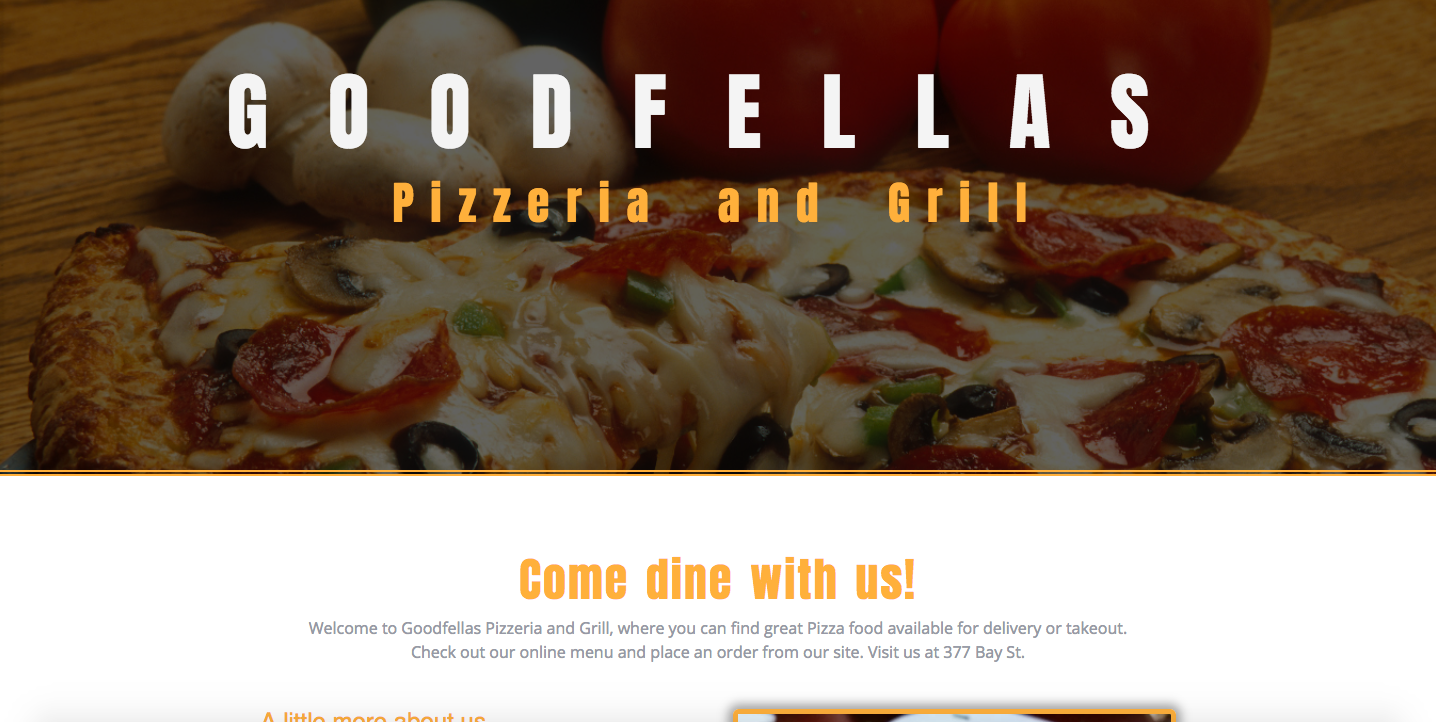 GOODFELLAS
Pizzeria and Grill
Come dine with us!
Welcome to Goodfellas Pizzeria and Grill, where you can find great Pizza food available for delivery or takeout.
Check out our online menu and place an order from our site. Visit us at 377 Bay St.
A little more about us